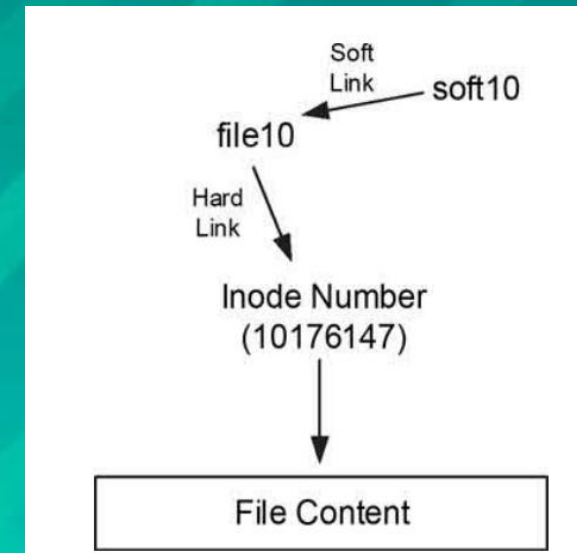 Soft
Link
soft10
file10
Hard
Link
Inode Number
(10176147)
File Content